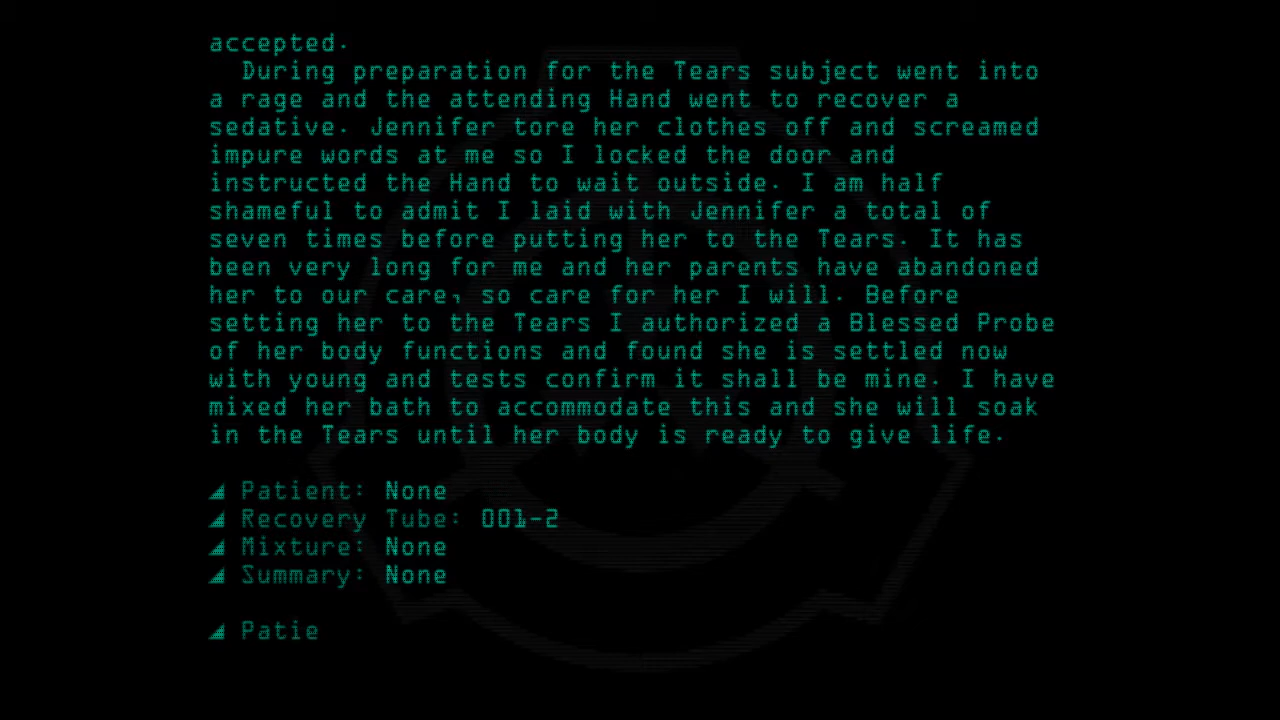 accepted.
During preparation for the Tears subject went into
a rage and the attending Hand went to recover a
sedative. Jennifer tore her clothes off and screamed
impure words at me so I locked the door and
instructed the Hand to wait outside. I am half
shameful to admit I laid with Jennifer a total of
seven times before putting her to the Tears. It has
been very long for me and her parents have abandoned
her to our care, so care for her I will. Before
setting her to the Tears I authorized a Blessed Probe
of her body functions and found she is settled now
with young and tests confirm it shall be mine. I have
mixed her bath to accommodate this and she will soak
in the Tears until her body is ready to give life.
◢ Patient: None
◢ Recovery Tube: 001-2
◢ Mixture: None
◢ Summary: None
◢ Patie